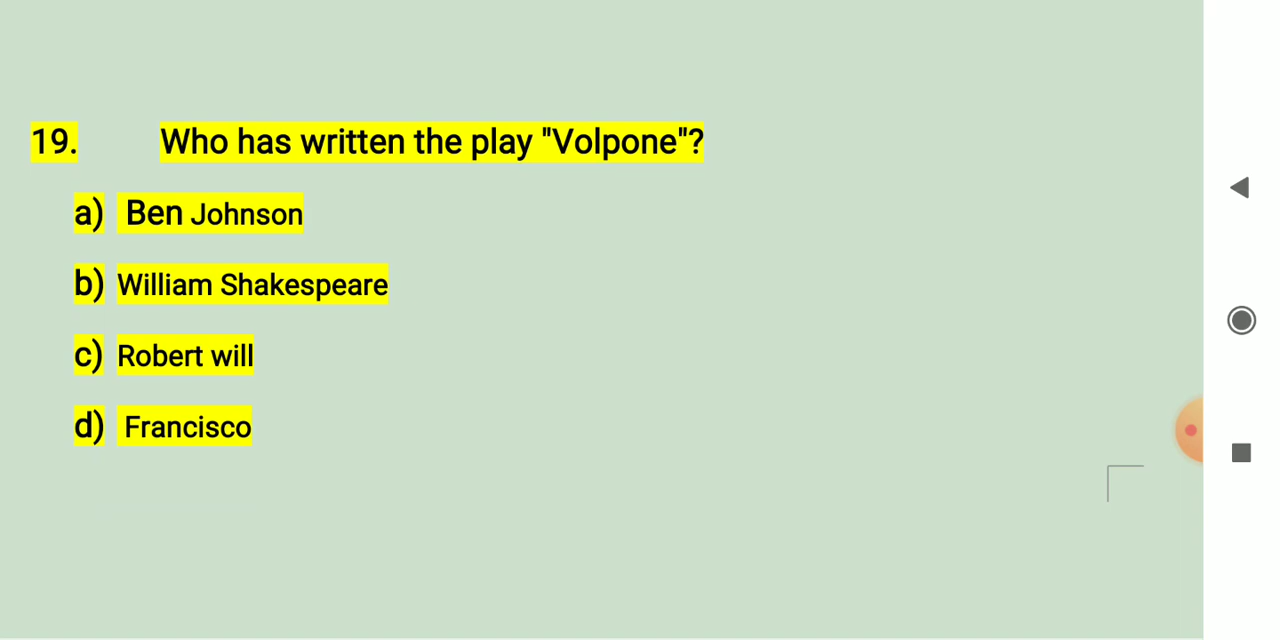 19. Who has written the play "Volpone"?
a) Ben Johnson
b) William Shakespeare
c) Robert will
d) Francisco